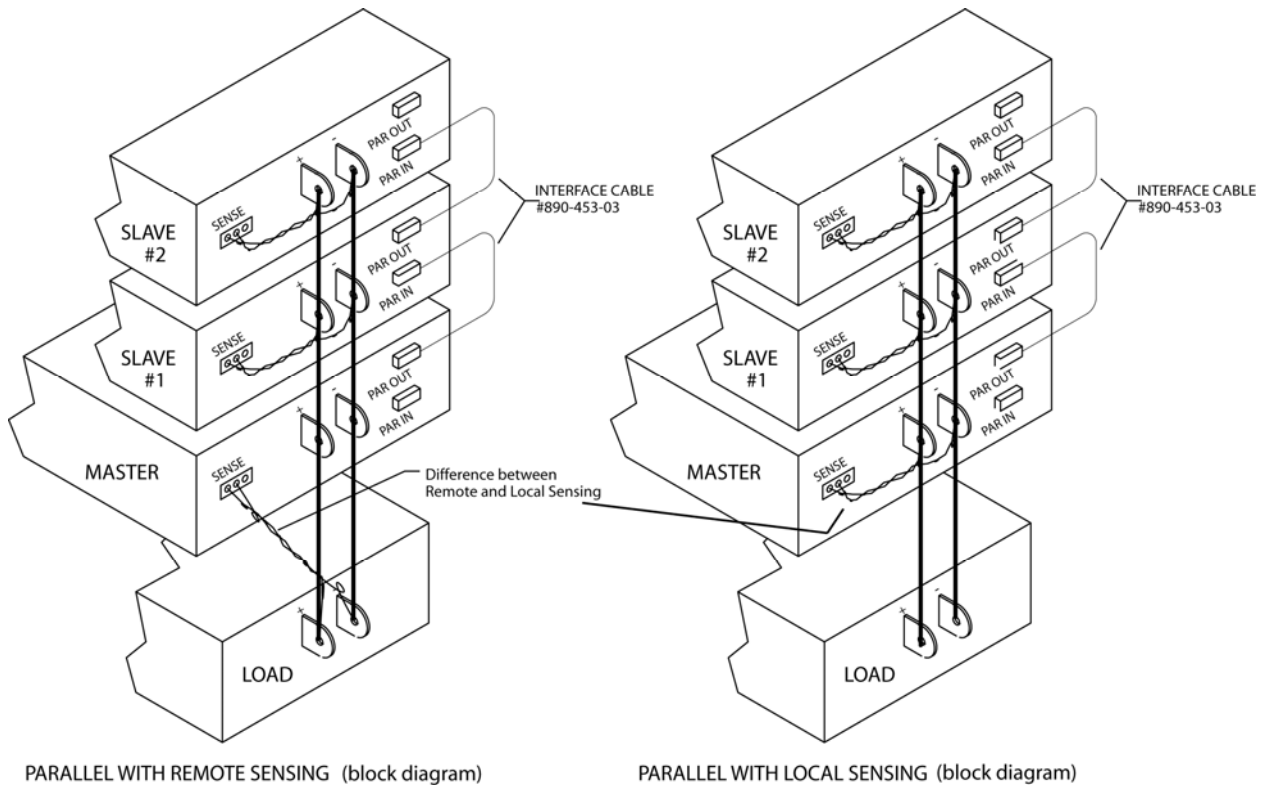 +
-
PAR OUT
PAR IN
SENSE
SLAVE
#2
INTERFACE CABLE
#890-453-03
+
-
PAR OUT
PAR IN
SENSE
SLAVE
#1
+
-
PAR OUT
PAR IN
SENSE
MASTER
Difference between
Remote and Local Sensing
+
LOAD
PARALLEL WITH REMOTE SENSING (block diagram)
+
-
PAR OUT
PAR IN
SENSE
SLAVE
#2
INTERFACE CABLE
#890-453-03
+
-
PAR OUT
PAR IN
SENSE
SLAVE
#1
+
-
PAR OUT
PAR IN
SENSE
MASTER
+
-
LOAD
PARALLEL WITH LOCAL SENSING (block diagram)